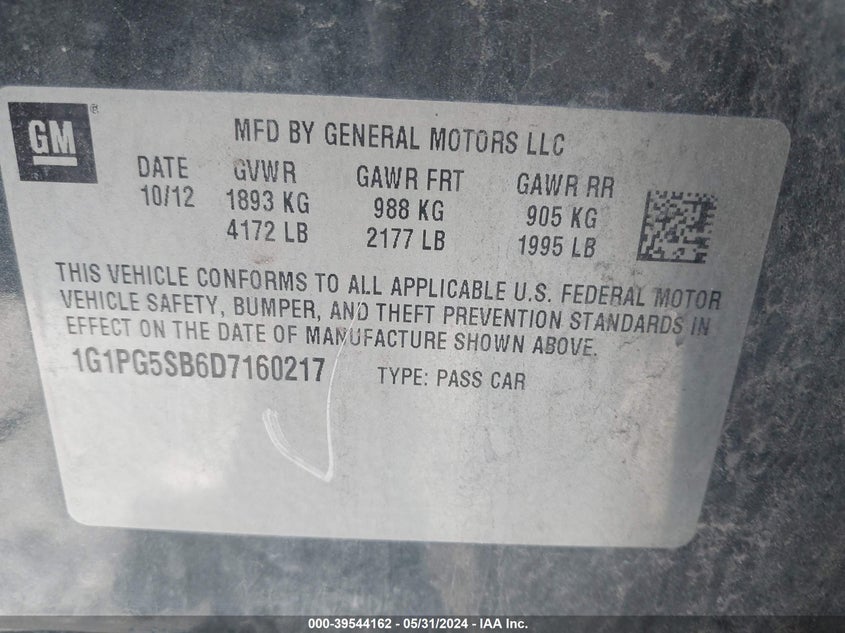 GM®
MFD BY GENERAL MOTORS LLC
DATE GVWR GAWR FRT GAWR RR
10/12 1893 KG 988 KG 905 KG
4172 LB 2177 LB 1995 LB
THIS VEHICLE CONFORMS TO ALL APPLICABLE U.S. FEDERAL MOTOR
VEHICLE SAFETY, BUMPER, AND THEFT PREVENTION STANDARDS IN
EFFECT ON THE DATE OF MANUFACTURE SHOWN ABOVE.
1G1PG5SB6D7160217 TYPE: PASS CAR
000-39544162 - 05/31/2024 - IAA Inc.